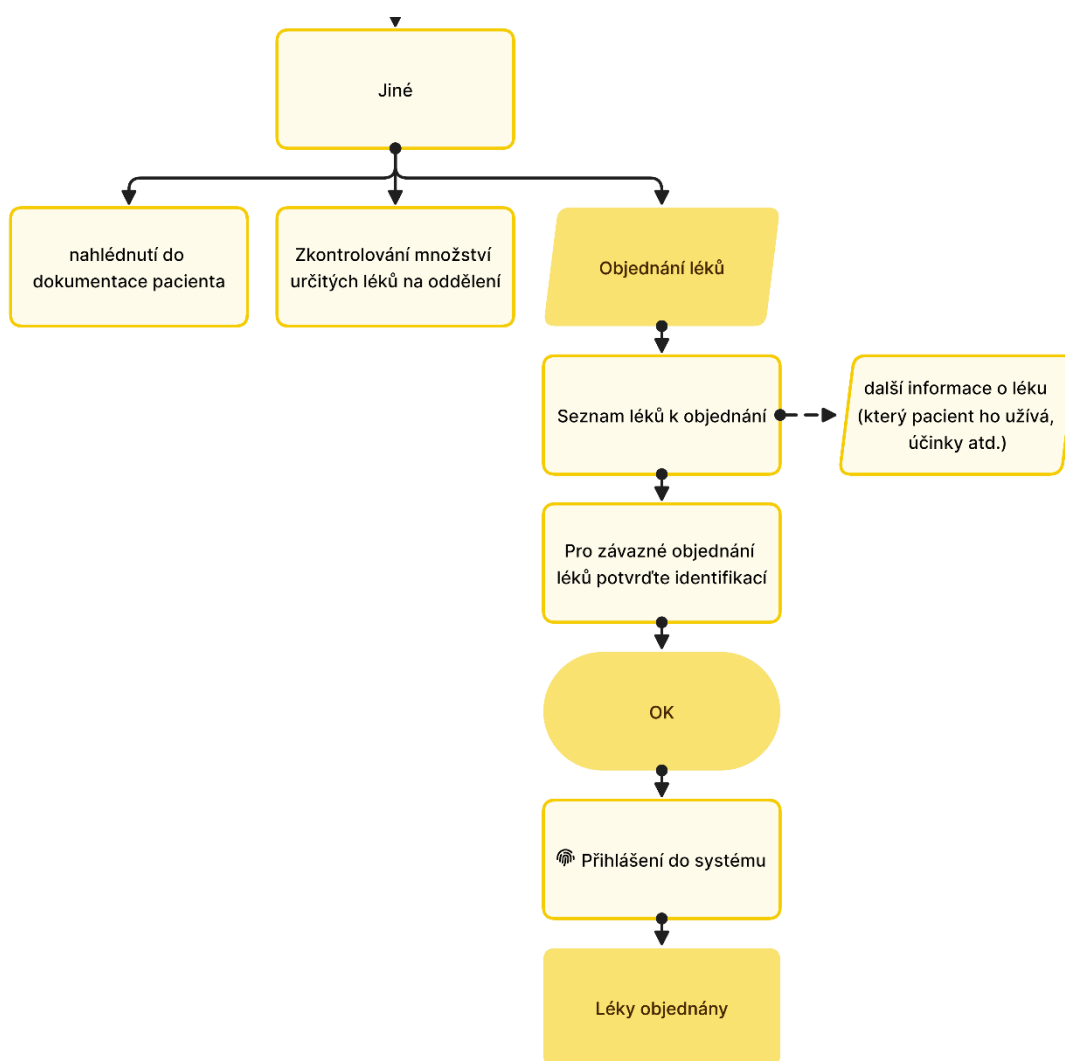 Jiné
nahlédnutí do
dokumentace pacienta
Zkontrolování množství
určitých léků na oddělení
Objednání léků
Seznam léků k objednání
další informace o léku
(který pacient ho užívá,
účinky atd.)
Pro závazné objednání
léků potvrďte identifikací
OK
Přihlášení do systému
Léky objednány